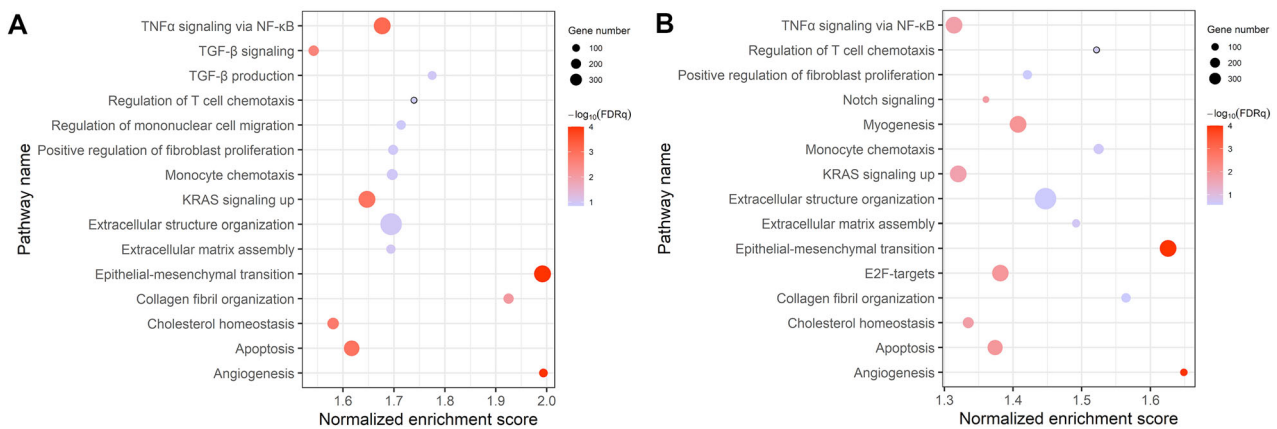 A
Pathway name
TNFα signaling via NF-κB
TGF-β signaling
TGF-β production
Regulation of T cell chemotaxis
Regulation of mononuclear cell migration
Positive regulation of fibroblast proliferation
Monocyte chemotaxis
KRAS signaling up
Extracellular structure organization
Extracellular matrix assembly
Epithelial-mesenchymal transition
Collagen fibril organization
Cholesterol homeostasis
Apoptosis
Angiogenesis
1.6 1.7 1.8 1.9 2.0
Normalized enrichment score
Gene number
100
200
300
−log10(FDRq)
4
3
2
1
B
Pathway name
TNFα signaling via NF-κB
Regulation of T cell chemotaxis
Positive regulation of fibroblast proliferation
Notch signaling
Myogenesis
Monocyte chemotaxis
KRAS signaling up
Extracellular structure organization
Extracellular matrix assembly
Epithelial-mesenchymal transition
E2F-targets
Collagen fibril organization
Cholesterol homeostasis
Apoptosis
Angiogenesis
1.3 1.4 1.5 1.6
Normalized enrichment score
Gene number
100
200
300
−log10(FDRq)
4
3
2
1